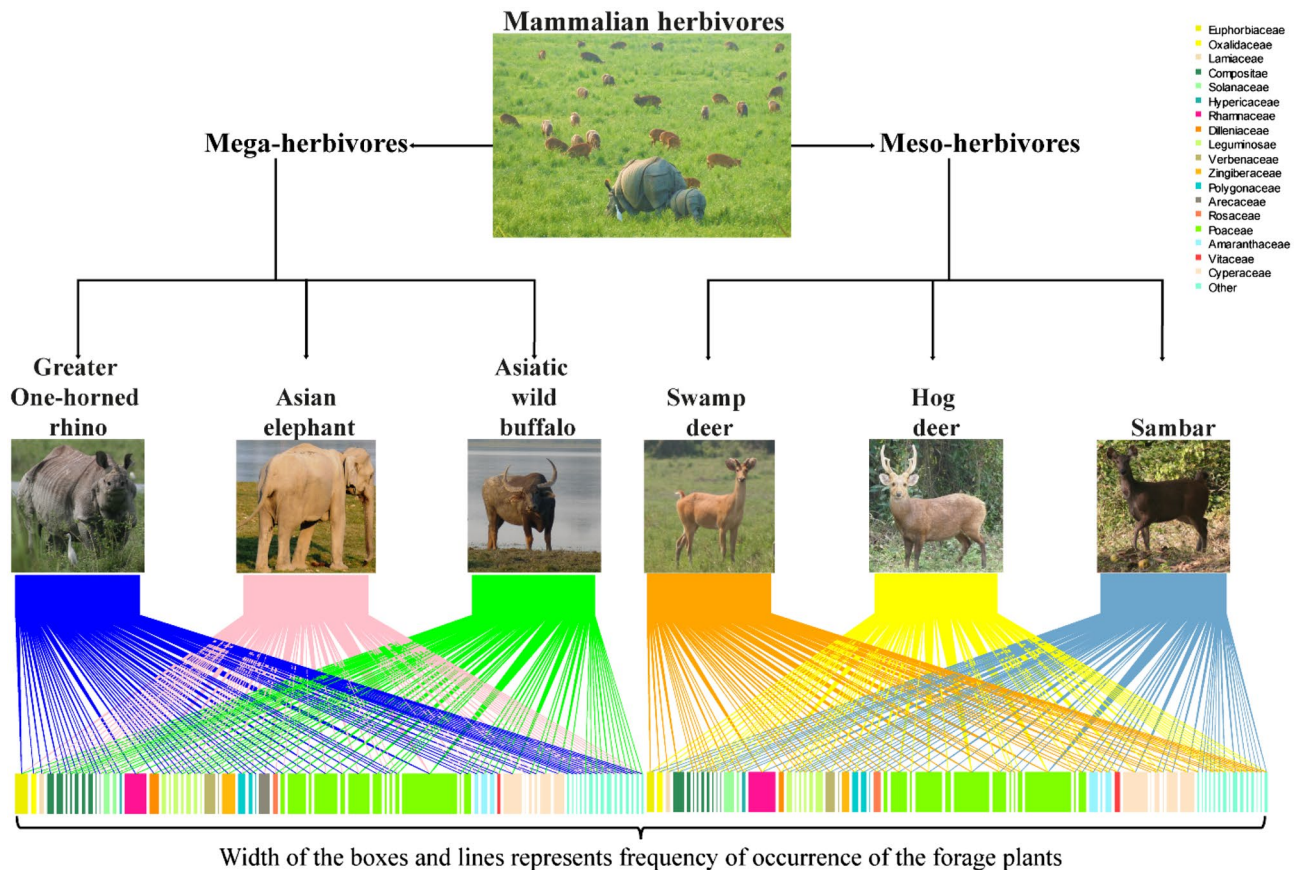 Mammalian herbivores
Mega-herbivores
Meso-herbivores
Euphorbiaceae
Oxalidaceae
Lamiaceae
Compositae
Solanaceae
Hypericaceae
Rhamnaceae
Dilleniaceae
Leguminosae
Verbenaceae
Zingiberaceae
Polygonaceae
Arecaceae
Rosaceae
Poaceae
Amaranthaceae
Vitaceae
Cyperaceae
Other
Greater
One-horned
rhino
Asian
elephant
Asiatic
wild
buffalo
Swamp
deer
Hog
deer
Sambar
Width of the boxes and lines represents frequency of occurrence of the forage plants